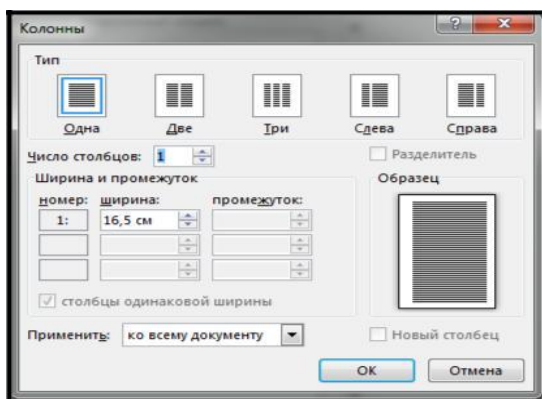 Колонны
Тип
Одна Две Три Слева Справа
Число столбцов: 1 Разделитель
Ширина и промежуток Образец
номер: ширина: промежуток:
1: 16,5 см
столбцы одинаковой ширины
Применить: ко всему документу Новый столбец
ОК Отмена